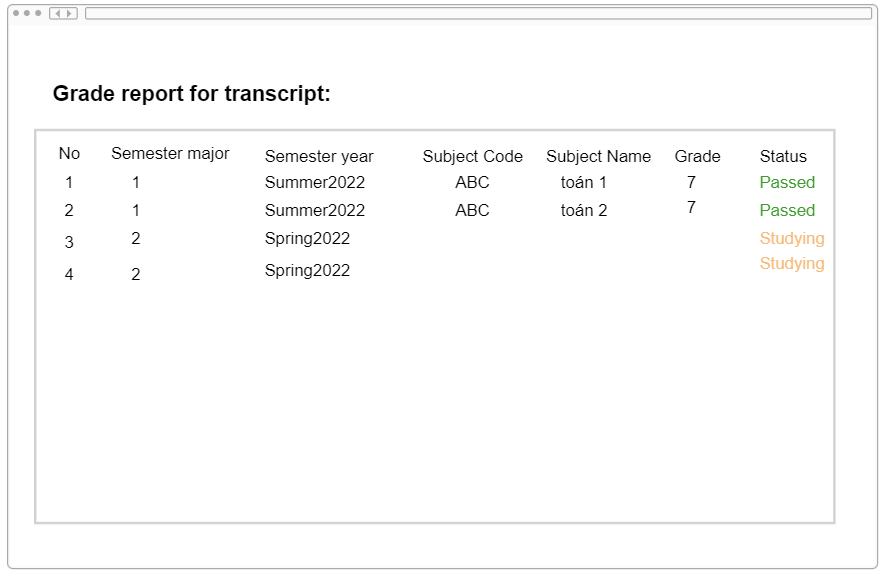 Grade report for transcript:
No Semester major Semester year Subject Code Subject Name Grade Status
1 1 Summer2022 ABC toán 1 7 Passed
2 1 Summer2022 ABC toán 2 7 Passed
3 2 Spring2022 Studying
4 2 Spring2022 Studying